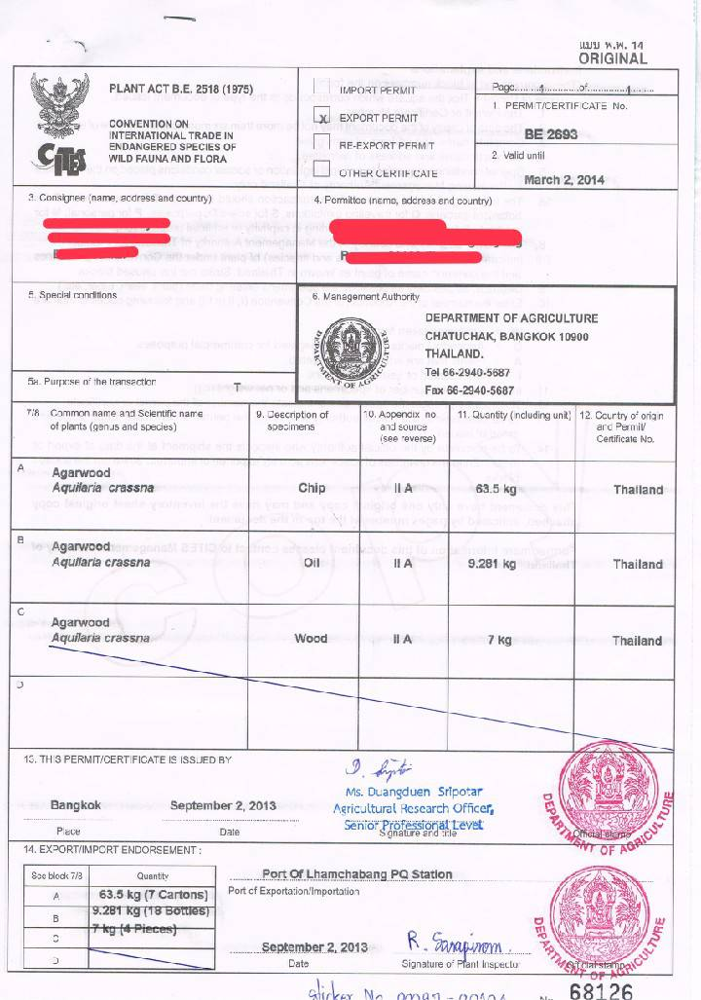 แบบ พ.พ. 14
ORIGINAL
PLANT ACT B.E. 2518 (1975)
CONVENTION ON
INTERNATIONAL TRADE IN
ENDANGERED SPECIES OF
WILD FAUNA AND FLORA
CITES
IMPORT PERMIT
x EXPORT PERMIT
RE-EXPORT PERMIT
OTHER CERTIFICATE
Page 1 of 1
1. PERMIT/CERTIFICATE No.
BE 2693
2. Valid until
March 2, 2014
3. Consignee (name, address and country)
4. Permittee (name, address and country)
5. Special conditions
5a. Purpose of the transaction T
6. Management Authority
DEPARTMENT OF AGRICULTURE
DEPARTMENT OF AGRICULTURE
CHATUCHAK, BANGKOK 10900
THAILAND.
Tel 66-2940-5687
Fax 66-2940-5687
7/8 Common name and Scientific name
of plants (genus and species)
9. Description of
specimens
10. Appendix no.
and source
(see reverse)
11. Quantity (including unit)
12. Country of origin
and Permit/
Certificate No.
A
Agarwood
Aquilaria crassna Chip II A 63.5 kg Thailand
B
Agarwood
Aquilaria crassna Oil II A 9.281 kg Thailand
C
Agarwood
Aquilaria crassna Wood II A 7 kg Thailand
D
COPY
13. THIS PERMIT/CERTIFICATE IS ISSUED BY
Bangkok September 2, 2013
Place Date
Ms. Duangduen Sripotar
Agricultural Research Officer,
Senior Professional Level
Signature and title
Official stamp
DEPARTMENT OF AGRICULTURE
14. EXPORT/IMPORT ENDORSEMENT :
See block 7/8 Quantity
A 63.5 kg (7 Cartons)
B 9.281 kg (18 Bottles)
C 7 kg (4 Pieces)
D
Port Of Lhamchabang PQ Station
Port of Exportation/Importation
September 2, 2013
Date
Signature of Plant Inspector
Official stamp
DEPARTMENT OF AGRICULTURE
Sticker No.
No. 68126